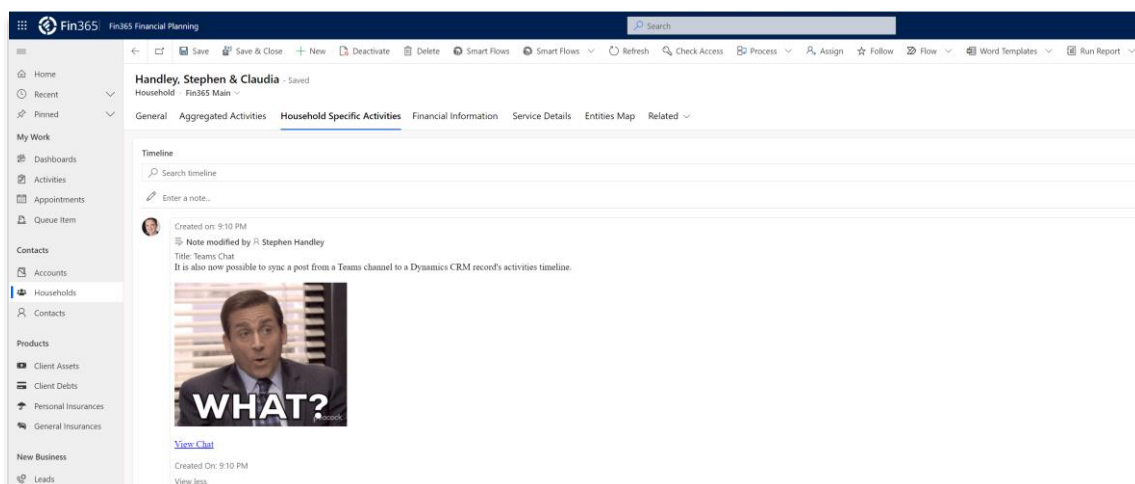 Fin365 Fin365 Financial Planning Search
Save Save & Close New Deactivate Delete Smart Flows Smart Flows Refresh Check Access Process Assign Follow Flow Word Templates Run Report
Home
Recent
Pinned
My Work
Dashboards
Activities
Appointments
Queue Item
Contacts
Accounts
Households
Contacts
Products
Client Assets
Client Debts
Personal Insurances
General Insurances
New Business
Leads
Handley, Stephen & Claudia - Saved
Household · Fin365 Main
General Aggregated Activities Household Specific Activities Financial Information Service Details Entities Map Related
Timeline
Search timeline
Enter a note...
Created on: 9:10 PM
Note modified by Stephen Handley
Title: Teams Chat
It is also now possible to sync a post from a Teams channel to a Dynamics CRM record's activities timeline.
WHAT?
peacock
View Chat
Created On: 9:10 PM
View less